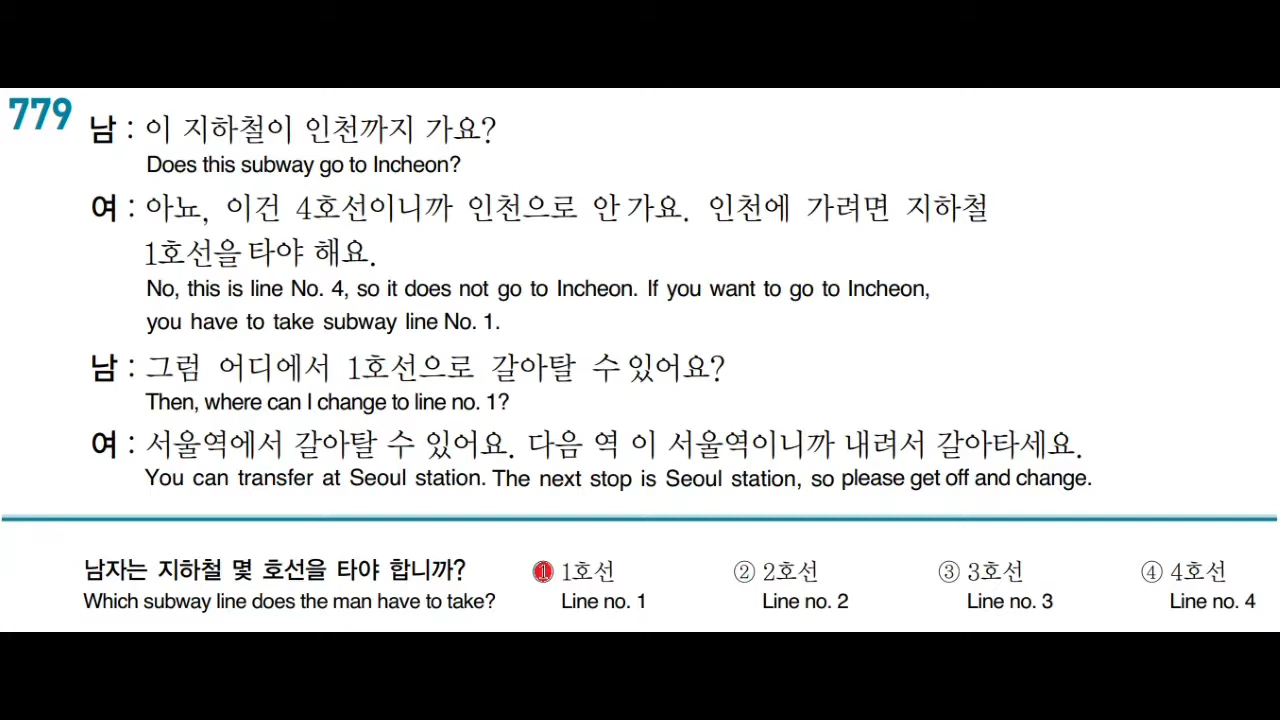 779
남 : 이 지하철이 인천까지 가요?
Does this subway go to Incheon?
여 : 아뇨, 이건 4호선이니까 인천으로 안 가요. 인천에 가려면 지하철
1호선을 타야 해요.
No, this is line No. 4, so it does not go to Incheon. If you want to go to Incheon,
you have to take subway line No. 1.
남 : 그럼 어디에서 1호선으로 갈아탈 수 있어요?
Then, where can I change to line no. 1?
여 : 서울역에서 갈아탈 수 있어요. 다음 역 이 서울역이니까 내려서 갈아타세요.
You can transfer at Seoul station. The next stop is Seoul station, so please get off and change.
남자는 지하철 몇 호선을 타야 합니까? ① 1호선 ② 2호선 ③ 3호선 ④ 4호선
Which subway line does the man have to take? Line no. 1 Line no. 2 Line no. 3 Line no. 4